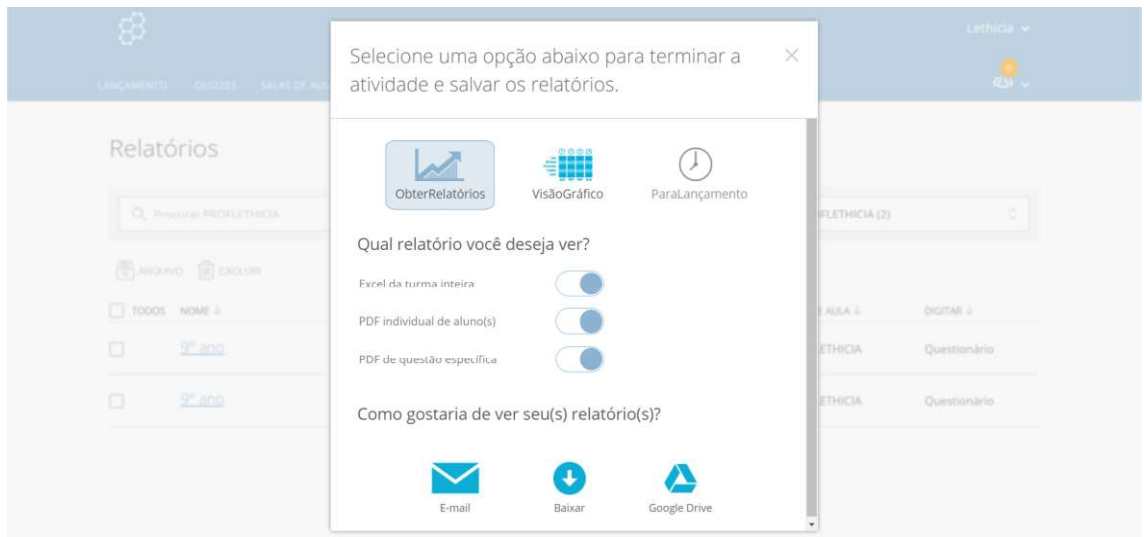 Lethicia
LANÇAMENTO QUIZZES SALAS DE AUL
Selecione uma opção abaixo para terminar a
atividade e salvar os relatórios.
Relatórios
ObterRelatórios VisãoGráfico ParaLançamento
Procurar PROFLETHICIA
FLETHICIA (2)
Qual relatório você deseja ver?
ARQUIVO EXCLUIR
Excel da turma inteira
TODOS NOME E AULA DIGITAR
PDF individual de aluno(s)
9º ano ETHICIA Questionário
PDF de questão específica
9º ano ETHICIA Questionário
Como gostaria de ver seu(s) relatório(s)?
E-mail Baixar Google Drive